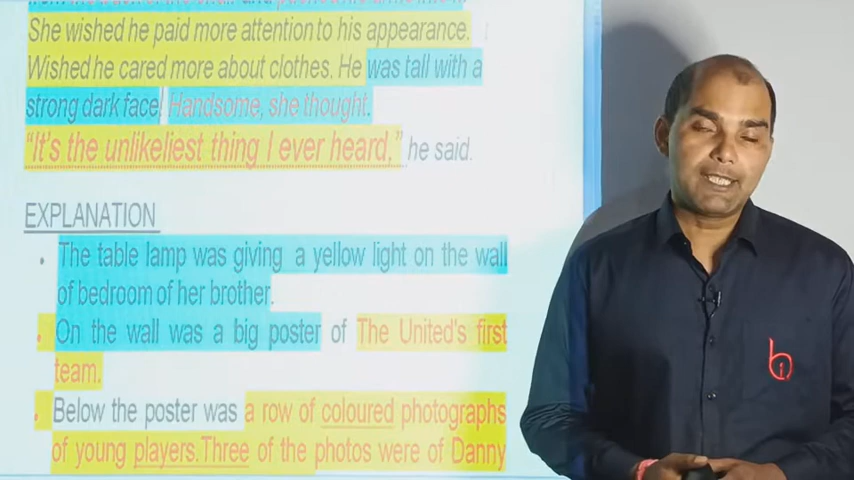 She wished he paid more attention to his appearance.
Wished he cared more about clothes. He was tall with a
strong dark face. Handsome, she thought.
"It's the unlikeliest thing I ever heard." he said.
EXPLANATION
• The table lamp was giving a yellow light on the wall
of bedroom of her brother.
• On the wall was a big poster of The United's first
team.
• Below the poster was a row of coloured photographs
of young players.Three of the photos were of Danny